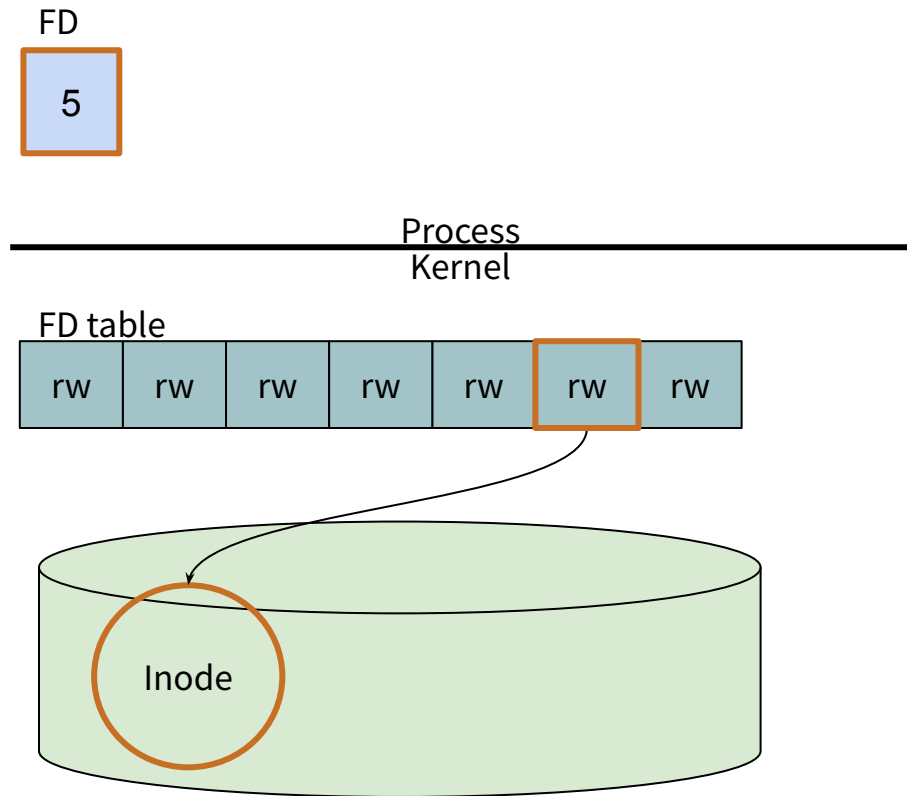 FD
5
Process
Kernel
FD table
rw rw rw rw rw rw rw
Inode